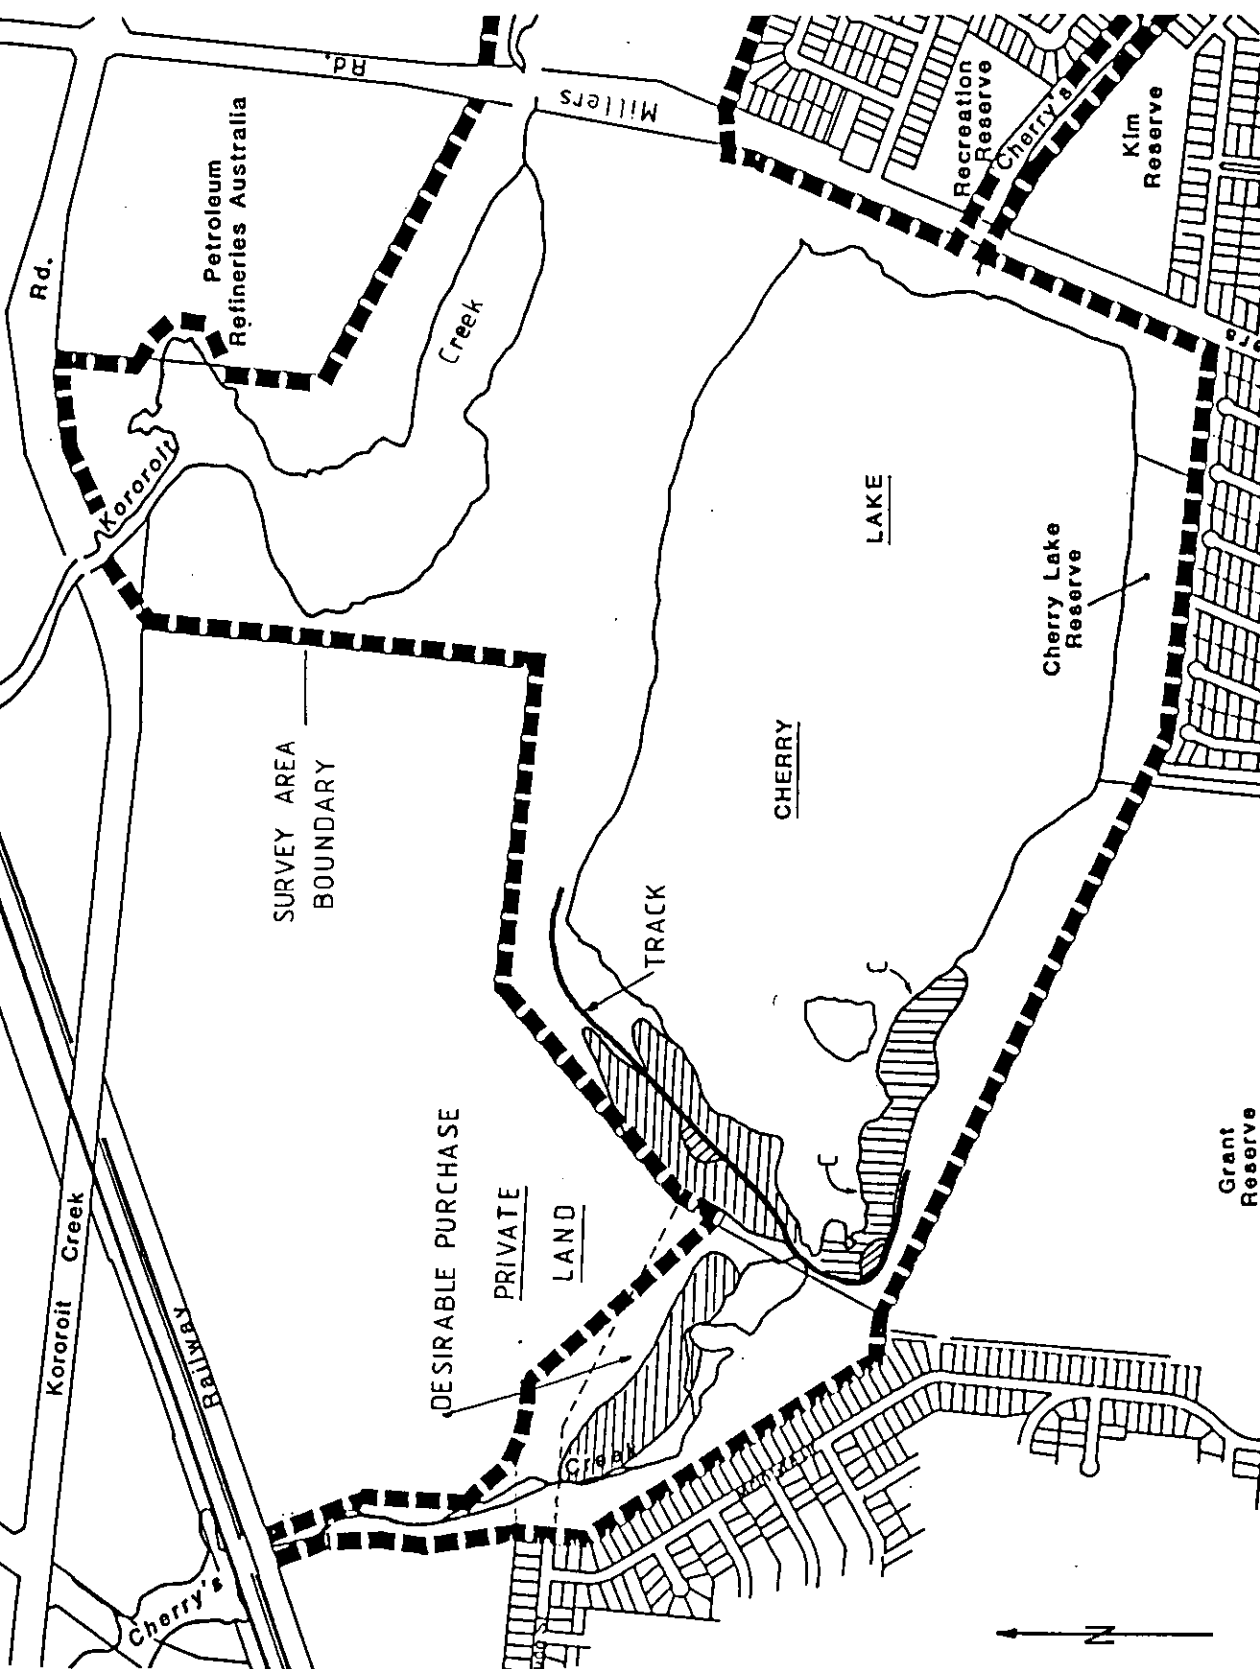 Rd.
Millers
Rd.
Petroleum
Refineries Australia
Kororoit
Creek
Recreation
Reserve
Cherry's
Kim
Reserve
SURVEY AREA
BOUNDARY
LAKE
CHERRY
Cherry Lake
Reserve
TRACK
C
C
Kororoit Creek
Railway
DESIRABLE PURCHASE
PRIVATE
LAND
Cherry's
Creek
Grant
Reserve
N